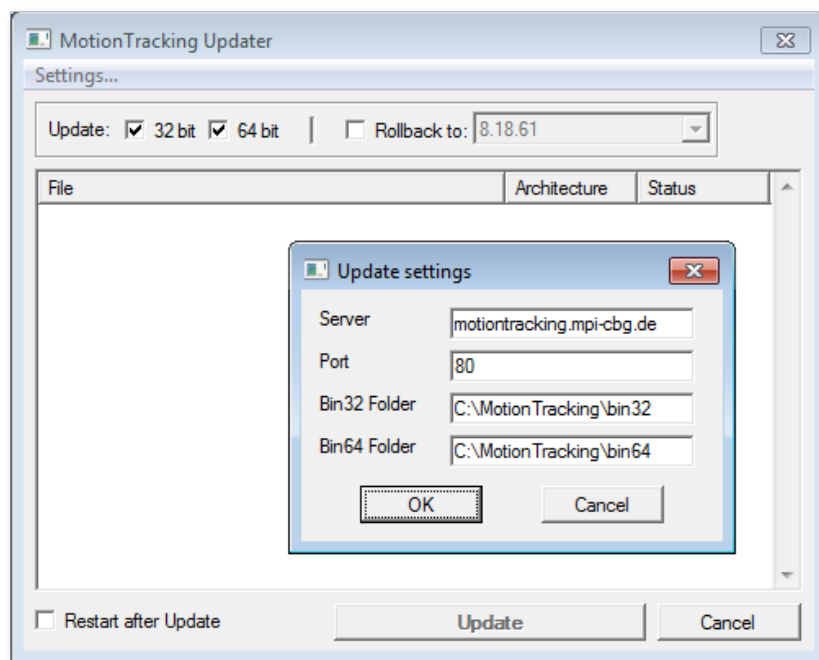 MotionTracking Updater
Settings...
Update: 32 bit 64 bit Rollback to: 8.18.61
File Architecture Status
Update settings
Server motiontracking.mpi-cbg.de
Port 80
Bin32 Folder C:\MotionTracking\bin32
Bin64 Folder C:\MotionTracking\bin64
OK Cancel
Restart after Update Update Cancel